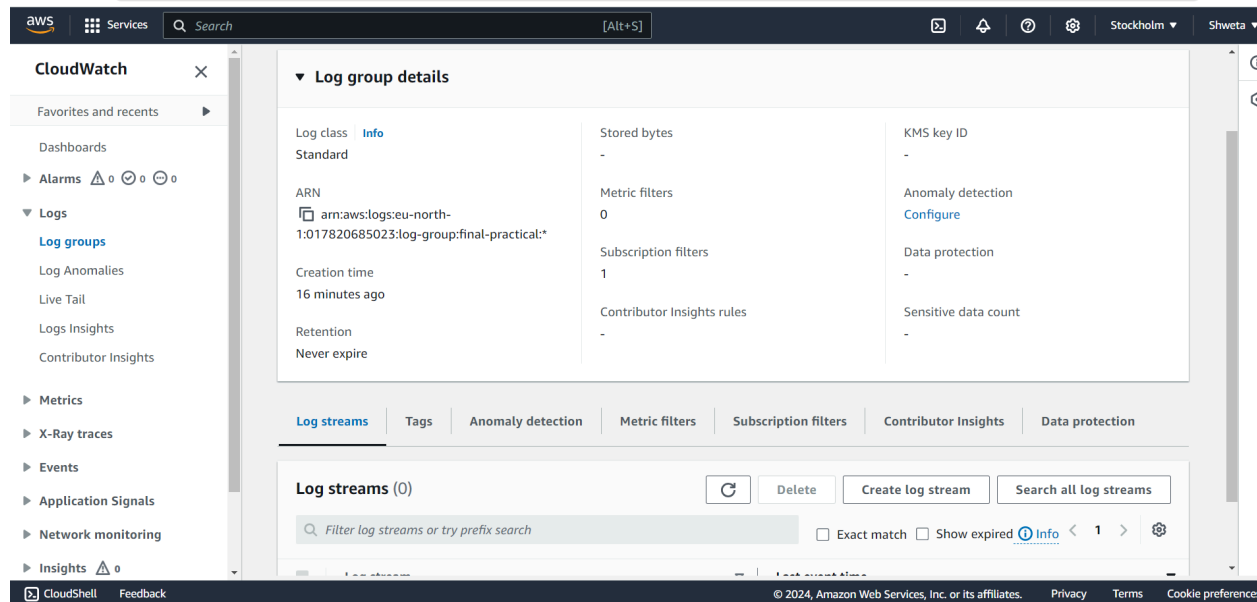 aws
Services
Search
[Alt+S]
Stockholm
Shweta
CloudWatch
Favorites and recents
Dashboards
Alarms 0 0 0
Logs
Log groups
Log Anomalies
Live Tail
Logs Insights
Contributor Insights
Metrics
X-Ray traces
Events
Application Signals
Network monitoring
Insights 0
Log group details
Log class Info
Standard
ARN
arn:aws:logs:eu-north-
1:017820685023:log-group:final-practical:*
Creation time
16 minutes ago
Retention
Never expire
Stored bytes
-
Metric filters
0
Subscription filters
1
Contributor Insights rules
-
KMS key ID
-
Anomaly detection
Configure
Data protection
-
Sensitive data count
-
Log streams Tags Anomaly detection Metric filters Subscription filters Contributor Insights Data protection
Log streams (0)
Delete
Create log stream
Search all log streams
Filter log streams or try prefix search
Exact match
Show expired
Info
1
Log stream
Last event time
CloudShell Feedback
© 2024, Amazon Web Services, Inc. or its affiliates. Privacy Terms Cookie preference